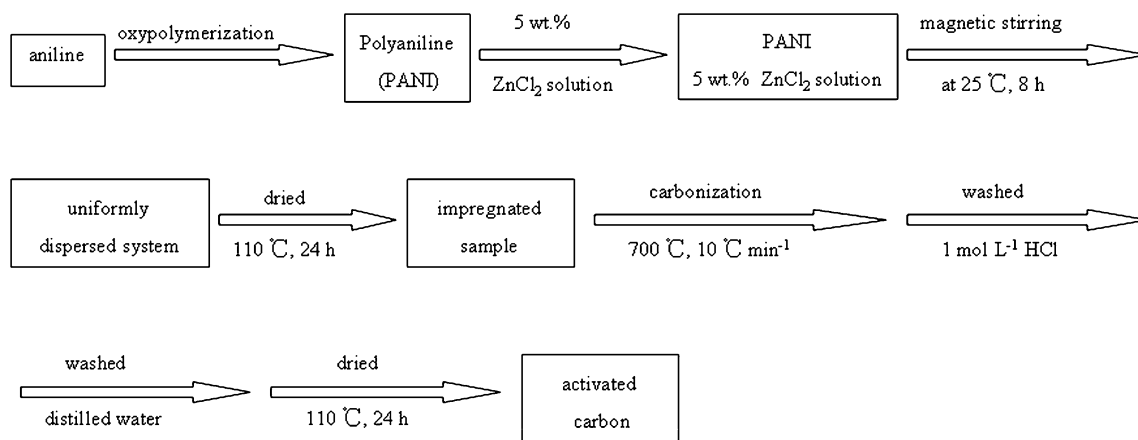 aniline
oxypolymerization
Polyaniline
(PANI)
5 wt.%
ZnCl₂ solution
PANI
5 wt.% ZnCl₂ solution
magnetic stirring
at 25 ℃, 8 h
uniformly
dispersed system
dried
110 ℃, 24 h
impregnated
sample
carbonization
700 ℃, 10 ℃ min⁻¹
washed
1 mol L⁻¹ HCl
washed
distilled water
dried
110 ℃, 24 h
activated
carbon